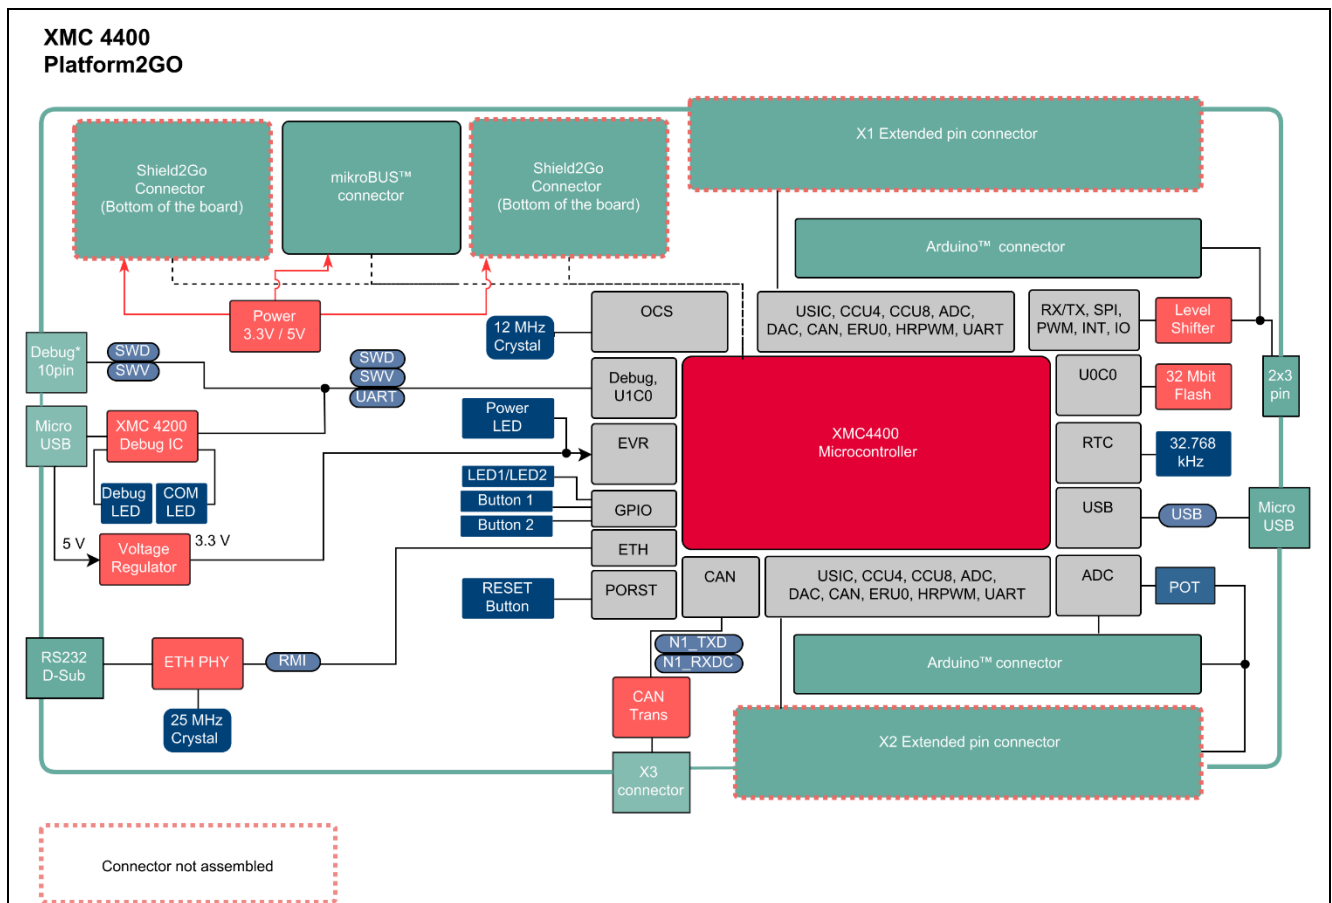 XMC 4400
Platform2GO
X1 Extended pin connector
Shield2Go
Connector
(Bottom of the board)
mikroBUS™
connector
Shield2Go
Connector
(Bottom of the board)
Arduino™ connector
Power
3.3V / 5V
12 MHz
Crystal
OCS
USIC, CCU4, CCU8, ADC,
DAC, CAN, ERU0, HRPWM, UART
RX/TX, SPI,
PWM, INT, IO
Level
Shifter
Debug*
10pin
SWD
SWV
SWD
SWV
UART
Debug,
U1C0
U0C0
32 Mbit
Flash
2x3
pin
Micro
USB
XMC 4200
Debug IC
Power
LED
EVR
XMC4400
Microcontroller
RTC
32.768
kHz
Debug
LED
COM
LED
LED1/LED2
Button 1
Button 2
GPIO
USB
USB
Micro
USB
5 V
Voltage
Regulator
3.3 V
ETH
RESET
Button
PORST
CAN
USIC, CCU4, CCU8, ADC,
DAC, CAN, ERU0, HRPWM, UART
ADC
POT
RS232
D-Sub
ETH PHY
RMI
N1_TXD
N1_RXDC
Arduino™ connector
25 MHz
Crystal
CAN
Trans
X2 Extended pin connector
X3
connector
Connector not assembled